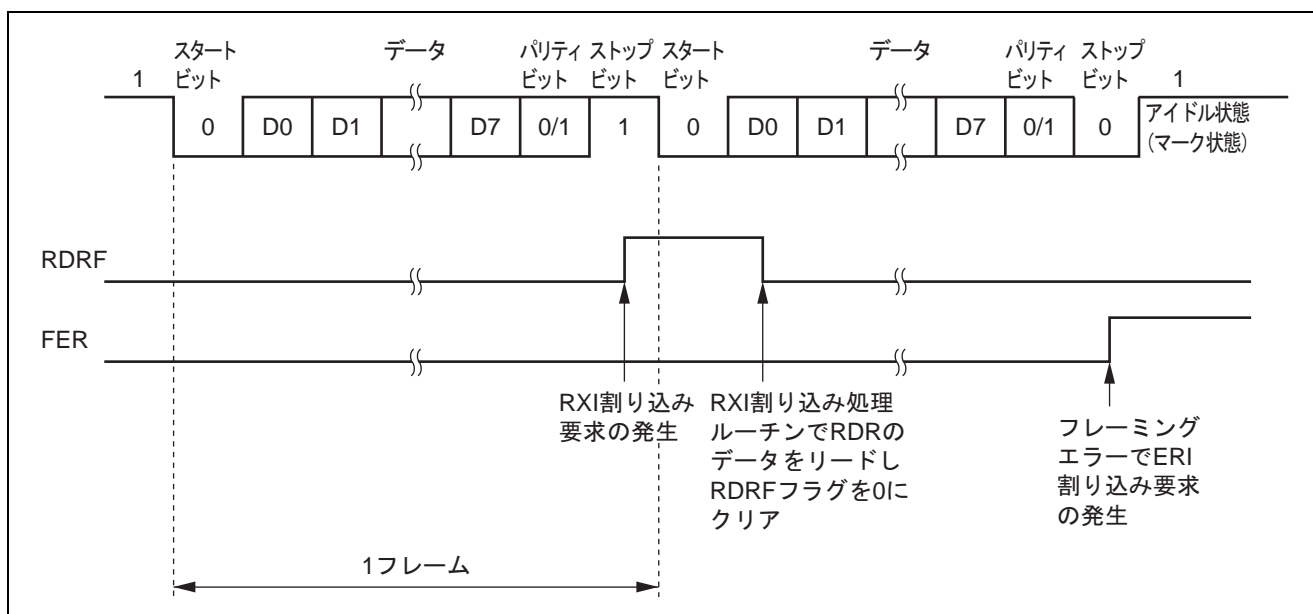 スタート データ パリティ ストップ スタート データ パリティ ストップ
1 ビット ビット ビット ビット ビット ビット 1
0 D0 D1 D7 0/1 1 0 D0 D1 D7 0/1 0 アイドル状態
(マーク状態)
RDRF
FER
RXI割り込み
要求の発生
RXI割り込み処理
ルーチンでRDRの
データをリードし
RDRFフラグを0に
クリア
フレーミング
エラーでERI
割り込み要求
の発生
1フレーム